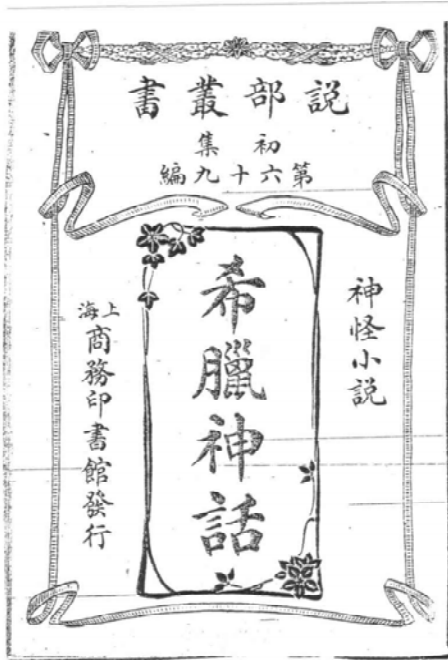 說部叢書
初集
第六十九編
神怪小說
希臘神話
上海
商務印書館發行